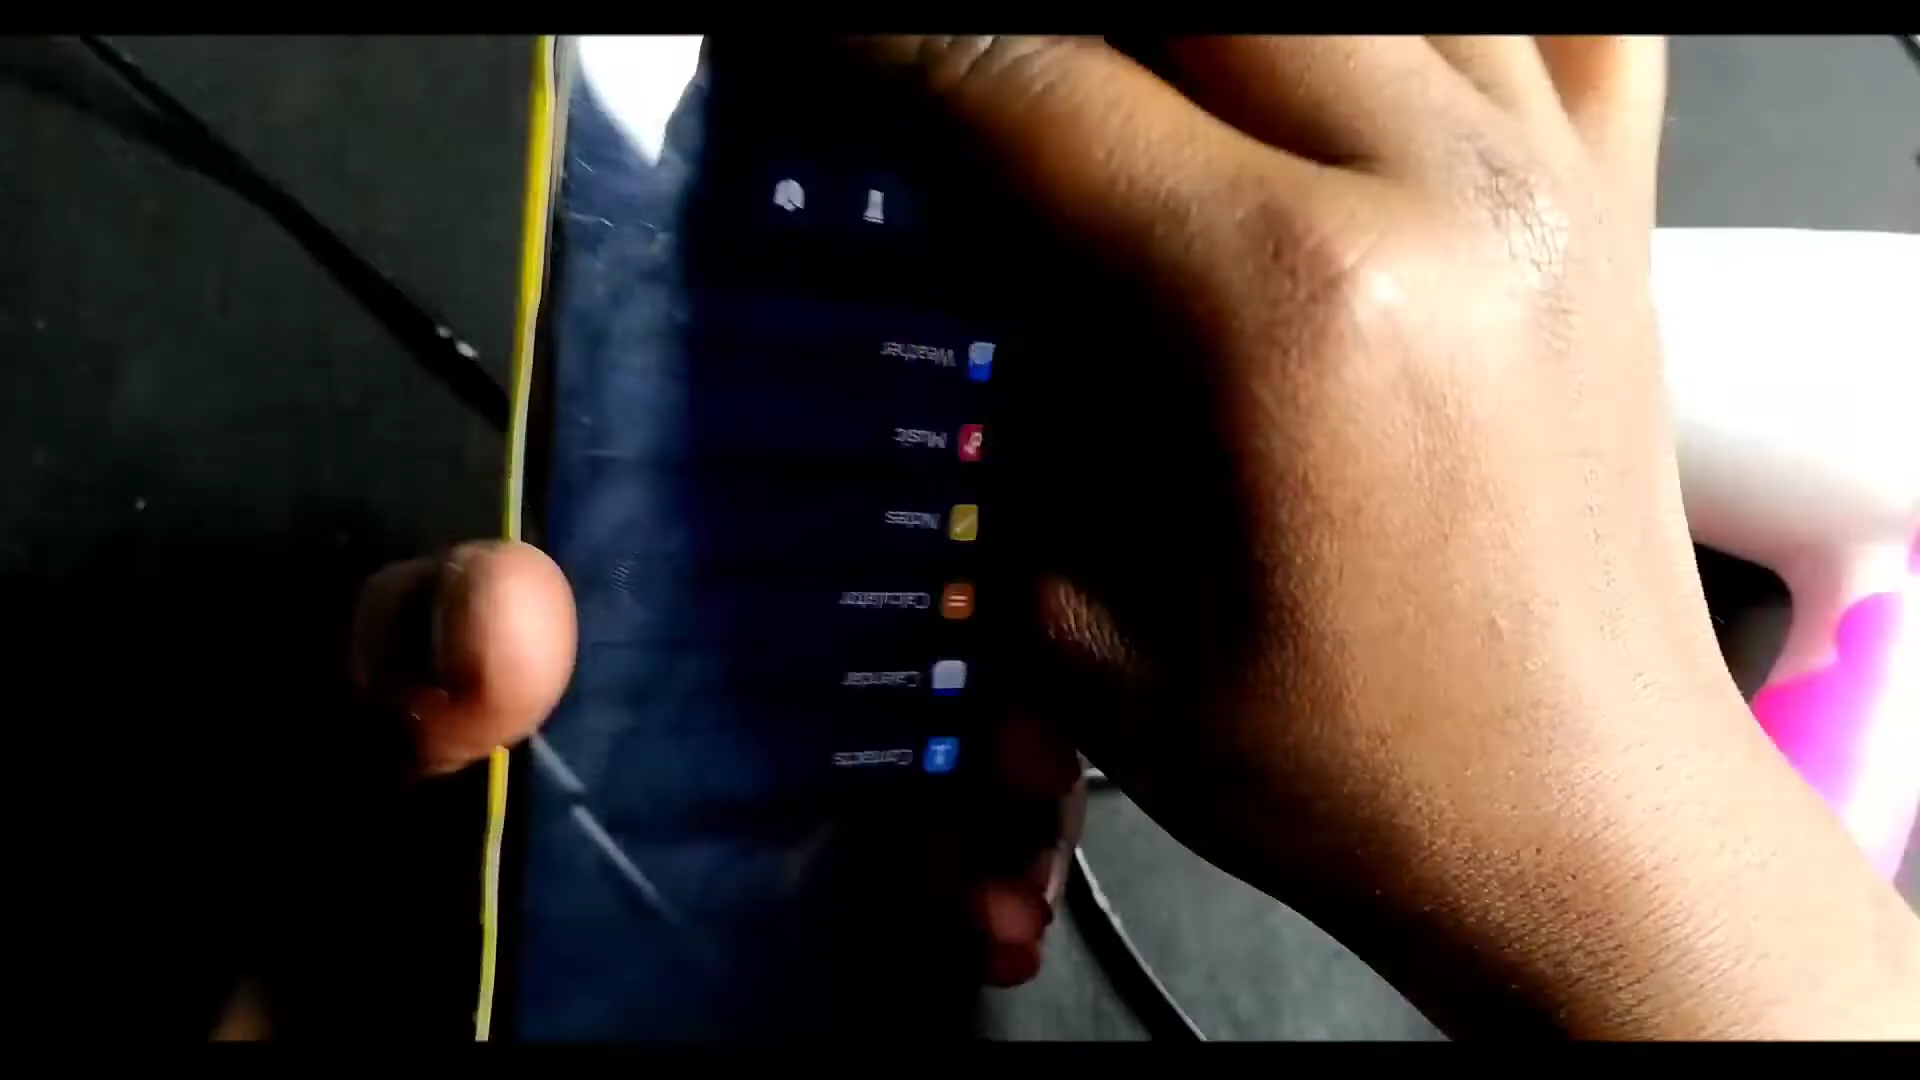 Weather
Music
Notes
Calculator
Calendar
Contacts